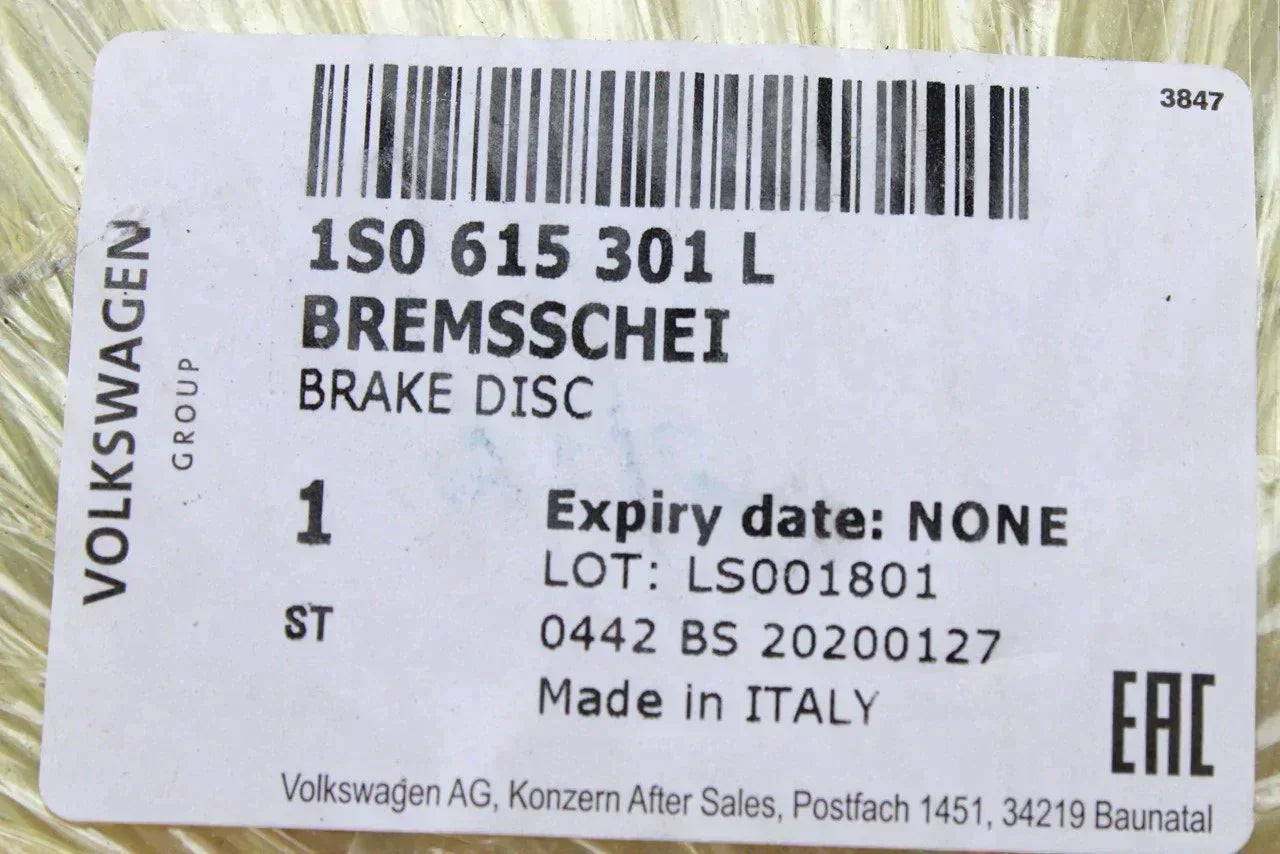 3847
1S0 615 301 L
BREMSSCHEI
BRAKE DISC
VOLKSWAGEN
GROUP
1
ST
Expiry date: NONE
LOT: LS001801
0442 BS 20200127
Made in ITALY
EAC
Volkswagen AG, Konzern After Sales, Postfach 1451, 34219 Baunatal